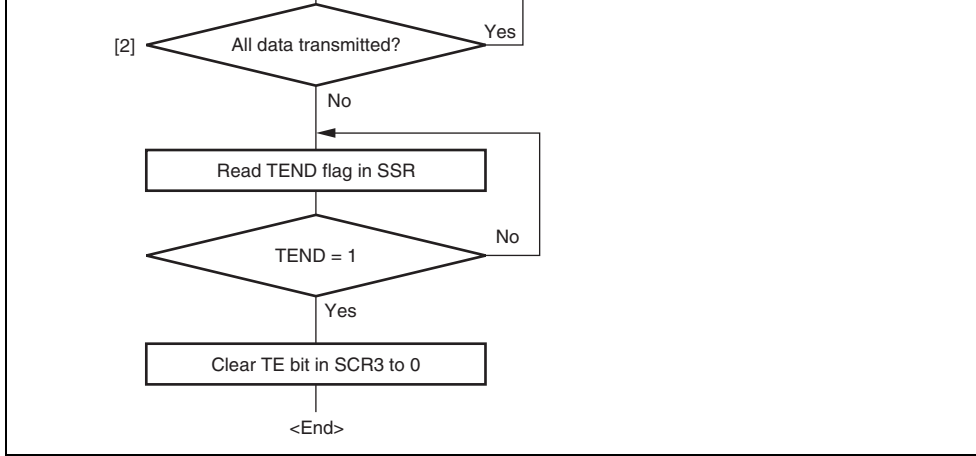 Yes
[2] All data transmitted?
No
Read TEND flag in SSR
No
TEND = 1
Yes
Clear TE bit in SCR3 to 0
<End>